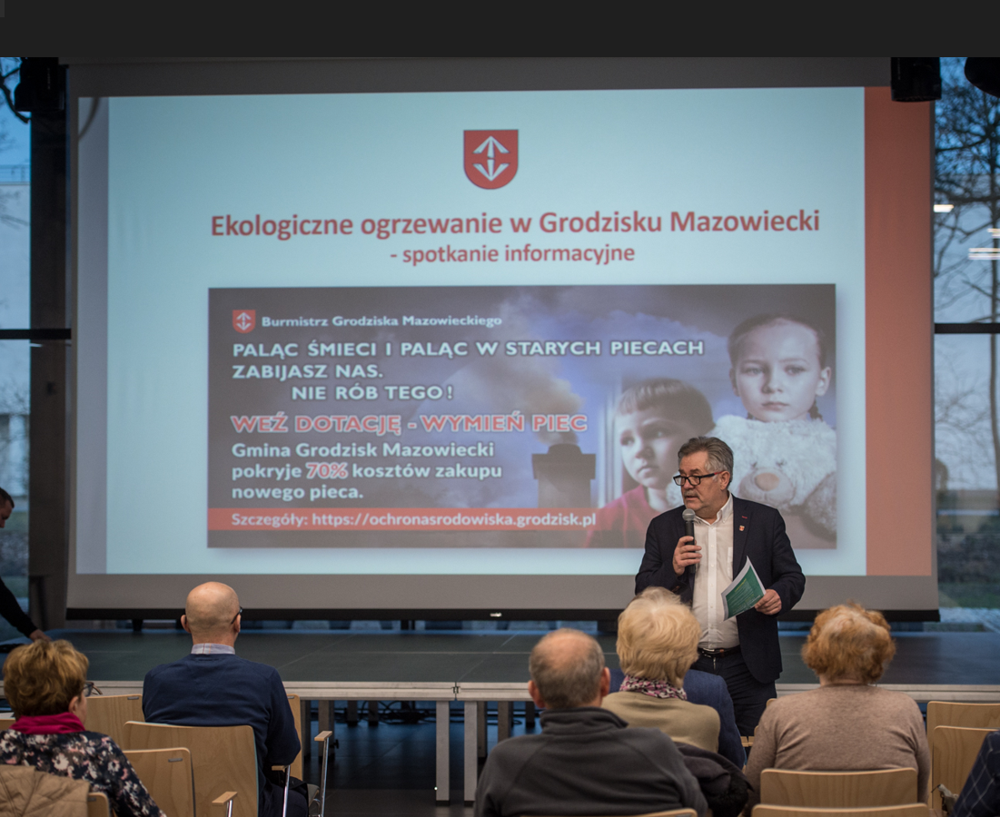 Ekologiczne ogrzewanie w Grodzisku Mazowiecki
- spotkanie informacyjne
Burmistrz Grodziska Mazowieckiego
PALĄC ŚMIECI I PALĄC W STARYCH PIECACH
ZABIJASZ NAS.
NIE RÓB TEGO!
WEŹ DOTACJĘ - WYMIEŃ PIEC
Gmina Grodzisk Mazowiecki
pokryje 70% kosztów zakupu
nowego pieca.
Szczegóły: https://ochronasrodowiska.grodzisk.pl